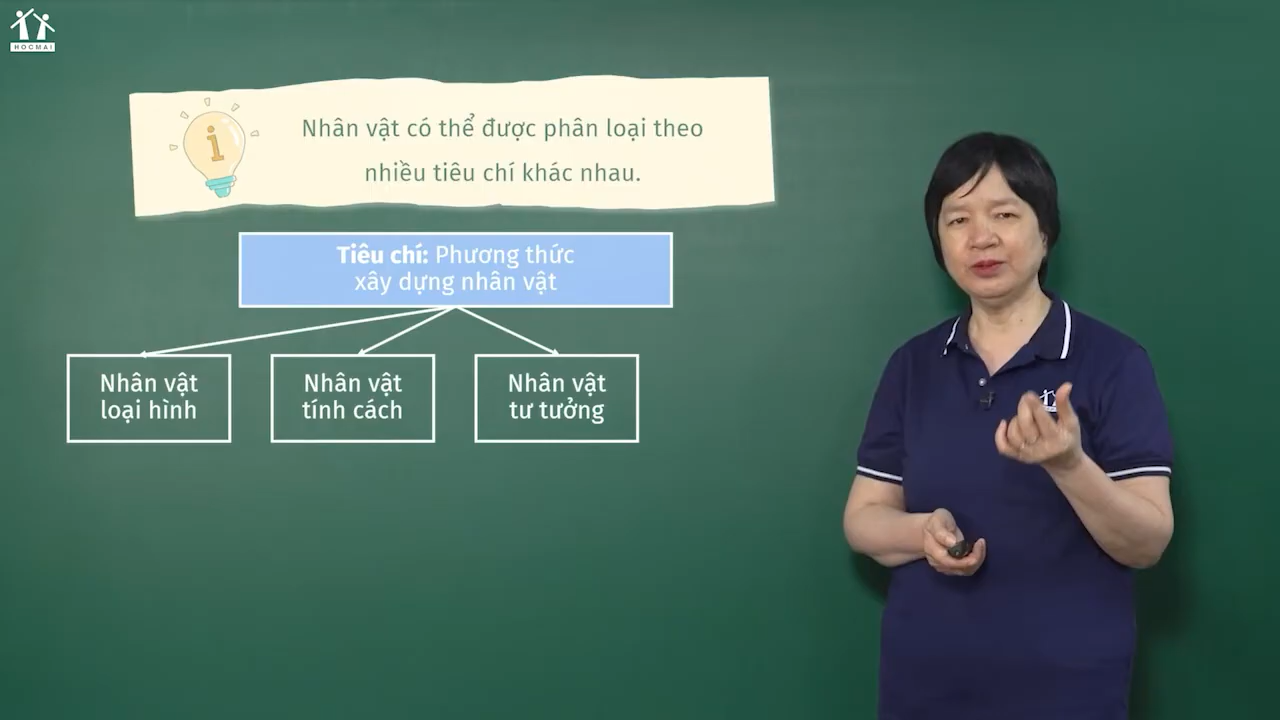 HOCMAI
Nhân vật có thể được phân loại theo
nhiều tiêu chí khác nhau.
Tiêu chí: Phương thức
xây dựng nhân vật
Nhân vật
loại hình
Nhân vật
tính cách
Nhân vật
tư tưởng